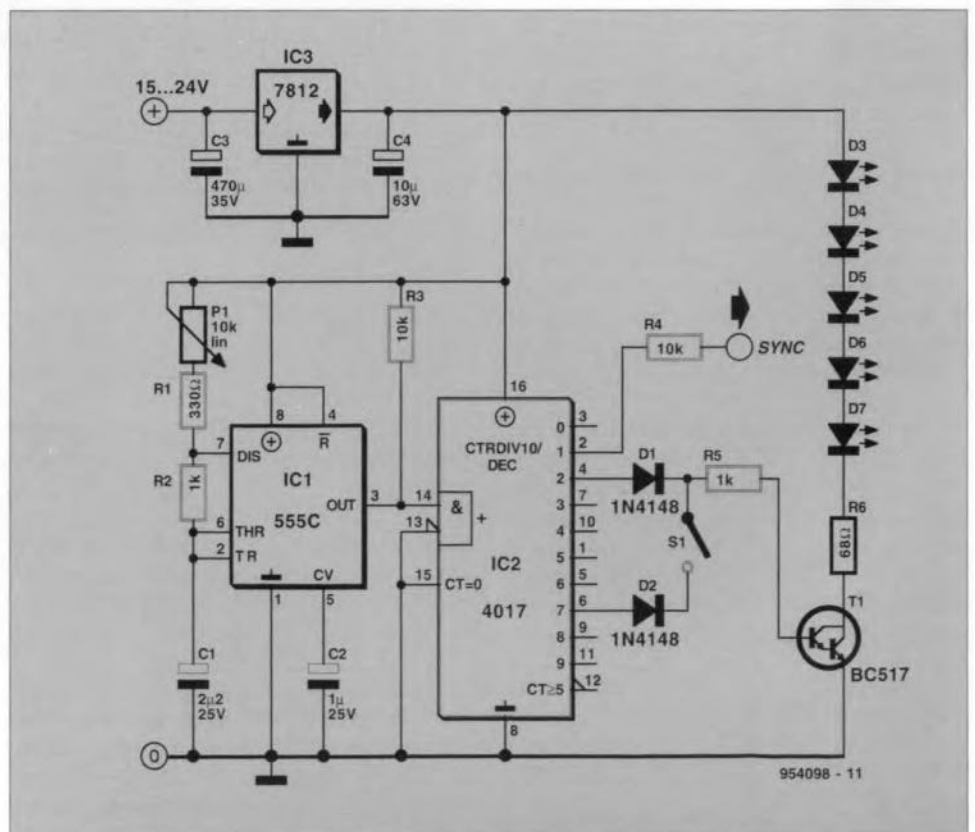 IC3
15...24V
7812
+
C3
470µ
35V
C4
10µ
63V
P1
10k
lin
R1
330Ω
R2
1k
R3
10k
8
4
7
DIS
R̅
IC1
555C
OUT
3
6
THR
2
TR
CV
1
5
C1
2µ2
25V
C2
1µ
25V
16
CTRDIV10/
DEC
14
&
+
13
15
CT=0
IC2
4017
0
3
1
2
2
4
3
7
4
10
5
1
6
5
7
6
8
9
9
11
CT≥5
12
8
R4
10k
SYNC
D1
1N4148
R5
1k
S1
D2
1N4148
D3
D4
D5
D6
D7
R6
68Ω
T1
BC517
0
954098 - 11